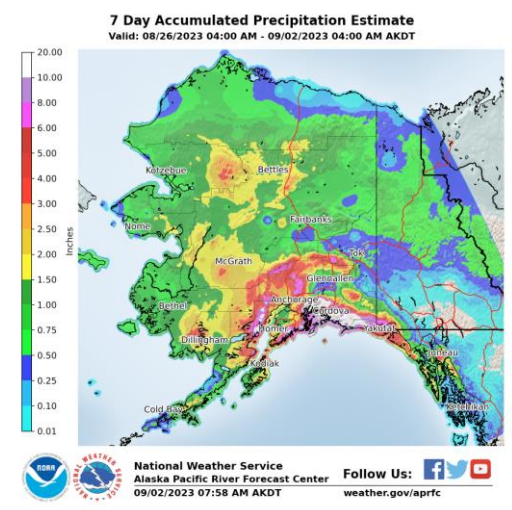 7 Day Accumulated Precipitation Estimate
Valid: 08/26/2023 04:00 AM - 09/02/2023 04:00 AM AKDT
20.00
10.00
8.00
6.00
5.00
4.00
3.00
2.50
2.00
1.50
1.00
0.75
0.50
0.25
0.10
0.01
Inches
Kotzebue
Bettles
Nome
Fairbanks
Tok
McGrath
Glennallen
Bethel
Anchorage
Cordova
Homer
Yakutat
Dillingham
Juneau
Kodiak
Ketchikan
Cold Bay
NOAA
NATIONAL WEATHER SERVICE
National Weather Service
Alaska Pacific River Forecast Center
09/02/2023 07:58 AM AKDT
Follow Us:
weather.gov/aprfc